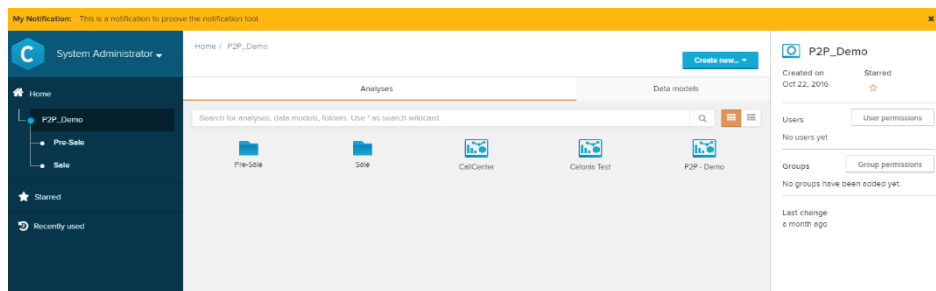 My Notification: This is a notification to proove the notification tool.
C System Administrator
Home / P2P_Demo
Create new...
Home
P2P_Demo
Pre-Sale
Sale
Starred
Recently used
Analyses Data models
Search for analyses, data models, folders. Use * as search wildcard.
Pre-Sale Sale CallCenter Celonis Test P2P - Demo
P2P_Demo
Created on Starred
Oct 22, 2016
Users User permissions
No users yet
Groups Group permissions
No groups have been added yet.
Last change
a month ago